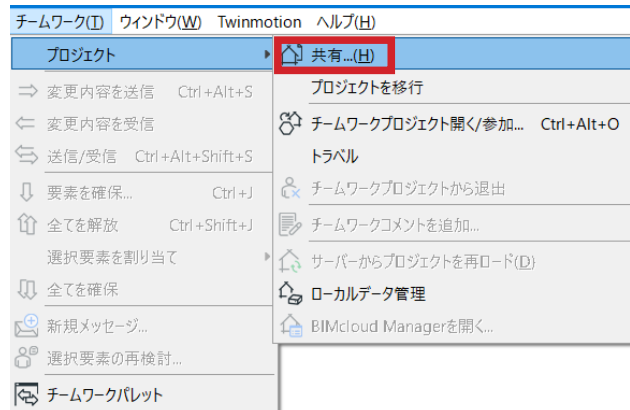 チームワーク(T) ウィンドウ(W) Twinmotion ヘルプ(H)
プロジェクト
変更内容を送信 Ctrl+Alt+S
変更内容を受信
送信/受信 Ctrl+Alt+Shift+S
要素を確保... Ctrl+J
全てを解放 Ctrl+Shift+J
選択要素を割り当て
全てを確保
新規メッセージ...
選択要素の再検討...
チームワークパレット
共有...(H)
プロジェクトを移行
チームワークプロジェクト開く/参加... Ctrl+Alt+O
トラベル
チームワークプロジェクトから退出
チームワークコメントを追加...
サーバーからプロジェクトを再ロード(D)
ローカルデータ管理
BIMcloud Managerを開く...